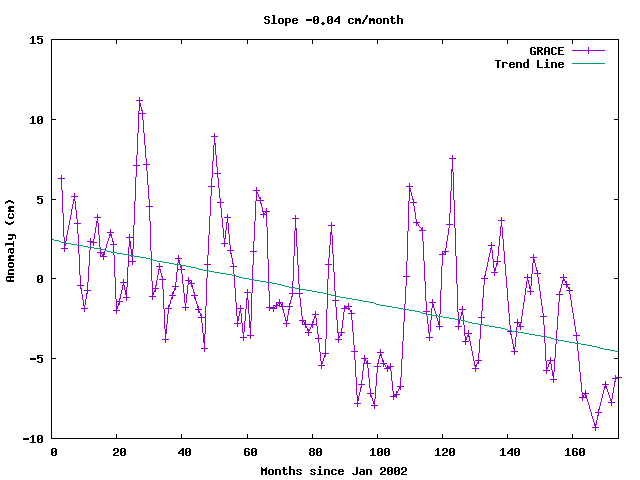 Slope -0.04 cm/month
GRACE
Trend Line
15
10
5
0
-5
-10
Anomaly (cm)
0 20 40 60 80 100 120 140 160
Months since Jan 2002